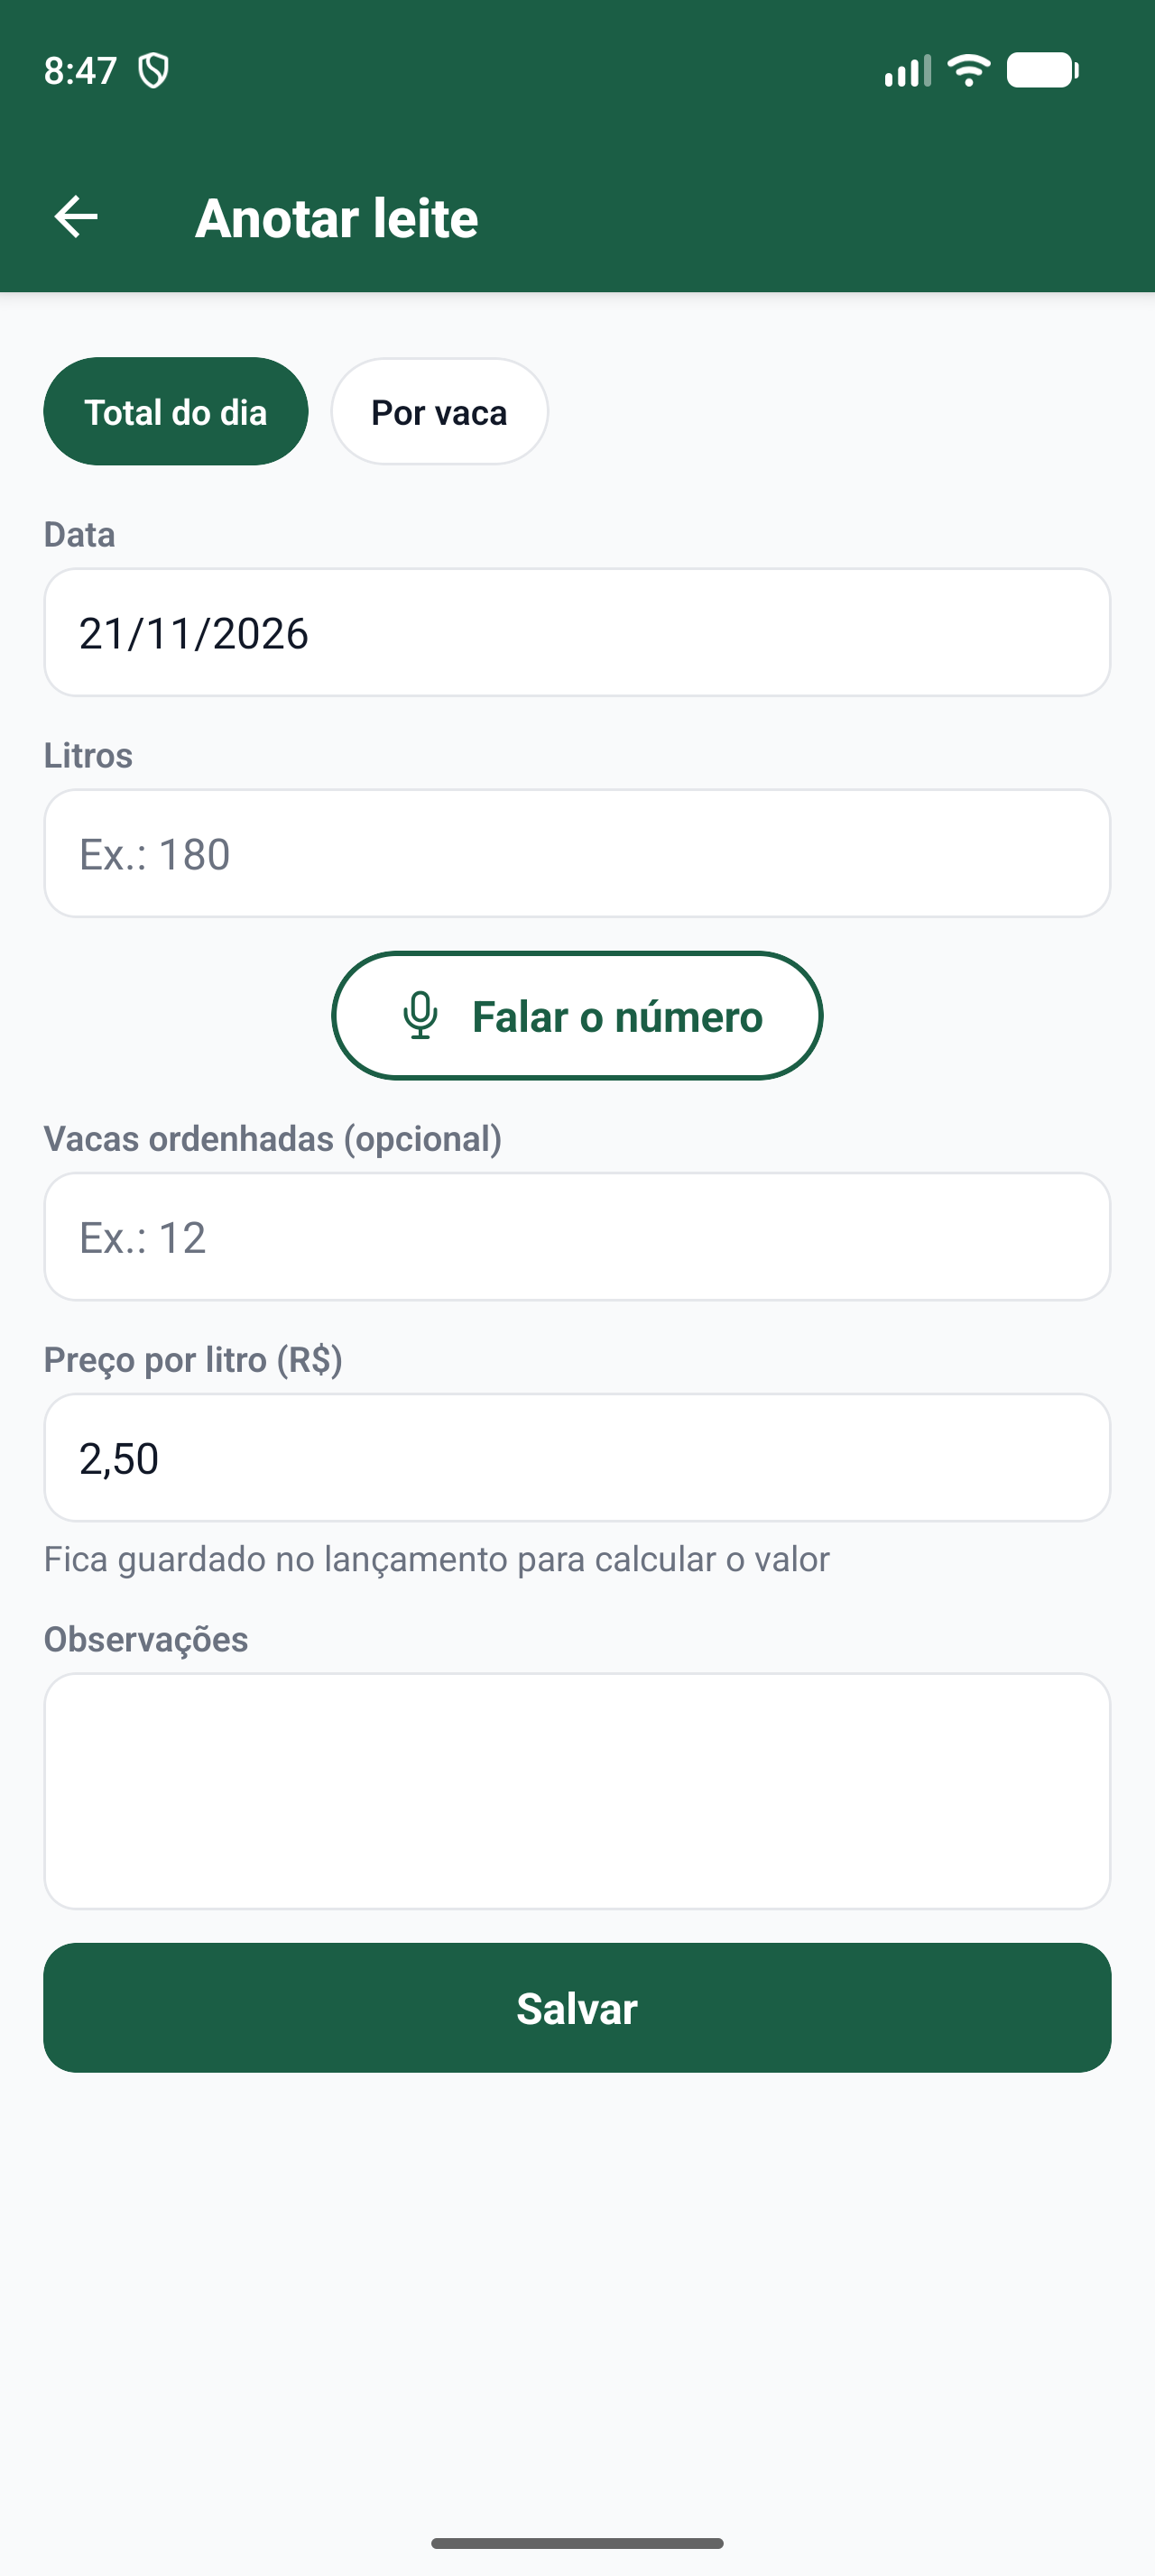 8:47
Anotar leite
Total do dia
Por vaca
Data
21/11/2026
Litros
Ex.: 180
Falar o número
Vacas ordenhadas (opcional)
Ex.: 12
Preço por litro (R$)
2,50
Fica guardado no lançamento para calcular o valor
Observações
Salvar